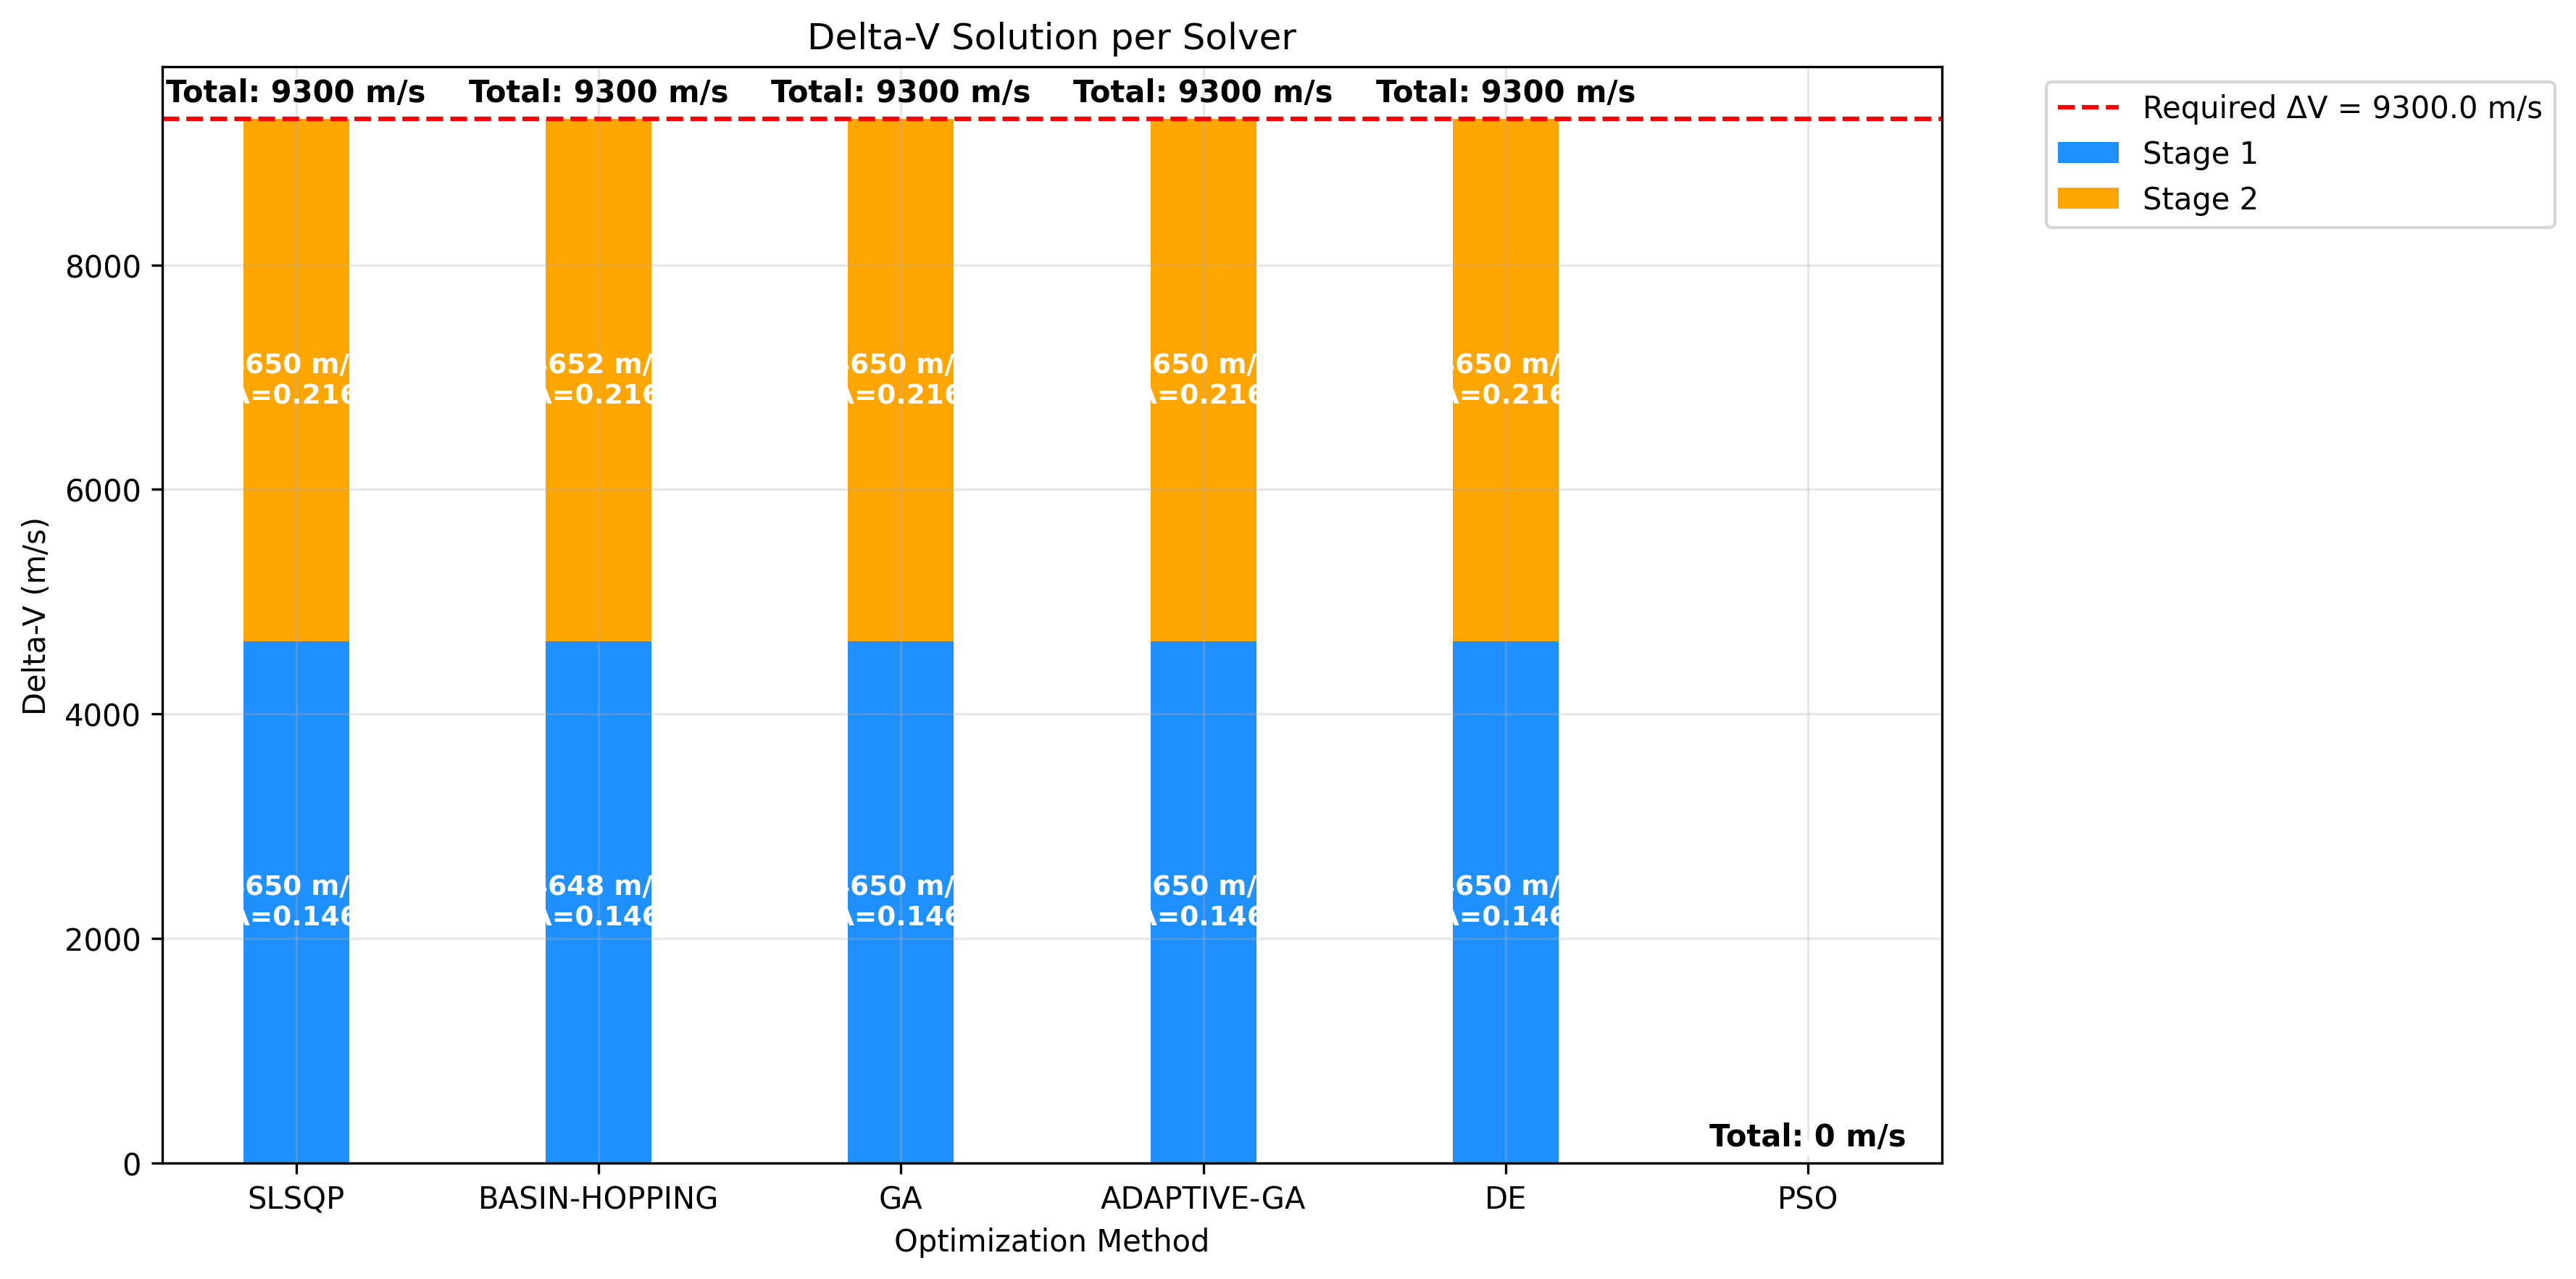 Delta-V Solution per Solver
Total: 9300 m/s Total: 9300 m/s Total: 9300 m/s Total: 9300 m/s Total: 9300 m/s
Required ΔV = 9300.0 m/s
Stage 1
Stage 2
8000
6000
4000
2000
0
Delta-V (m/s)
650 m/ 652 m/ 650 m/ 650 m/ 650 m/
=0.216 =0.216 =0.216 =0.216 =0.216
650 m/ 648 m/ 650 m/ 650 m/ 650 m/
=0.146 =0.146 =0.146 =0.146 =0.146
Total: 0 m/s
SLSQP BASIN-HOPPING GA ADAPTIVE-GA DE PSO
Optimization Method